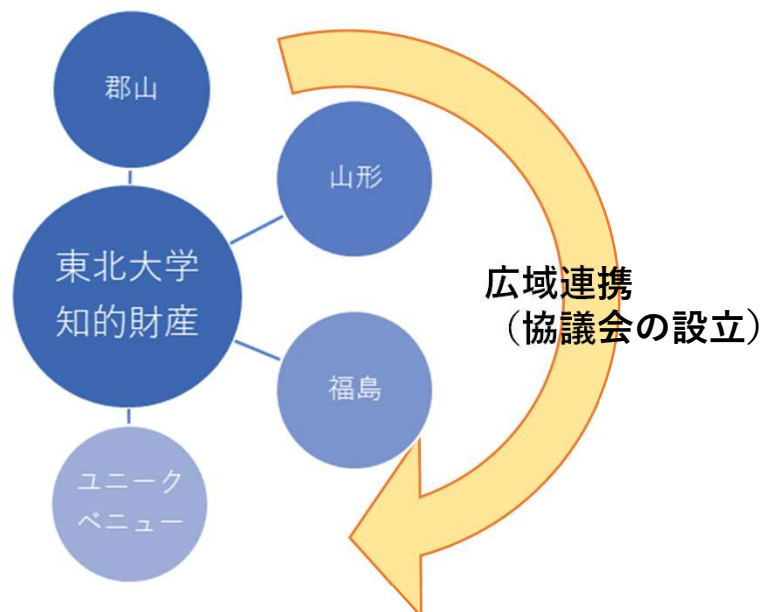 郡山
山形
東北大学
知的財産
広域連携
（協議会の設立）
福島
ユニーク
ベニュー